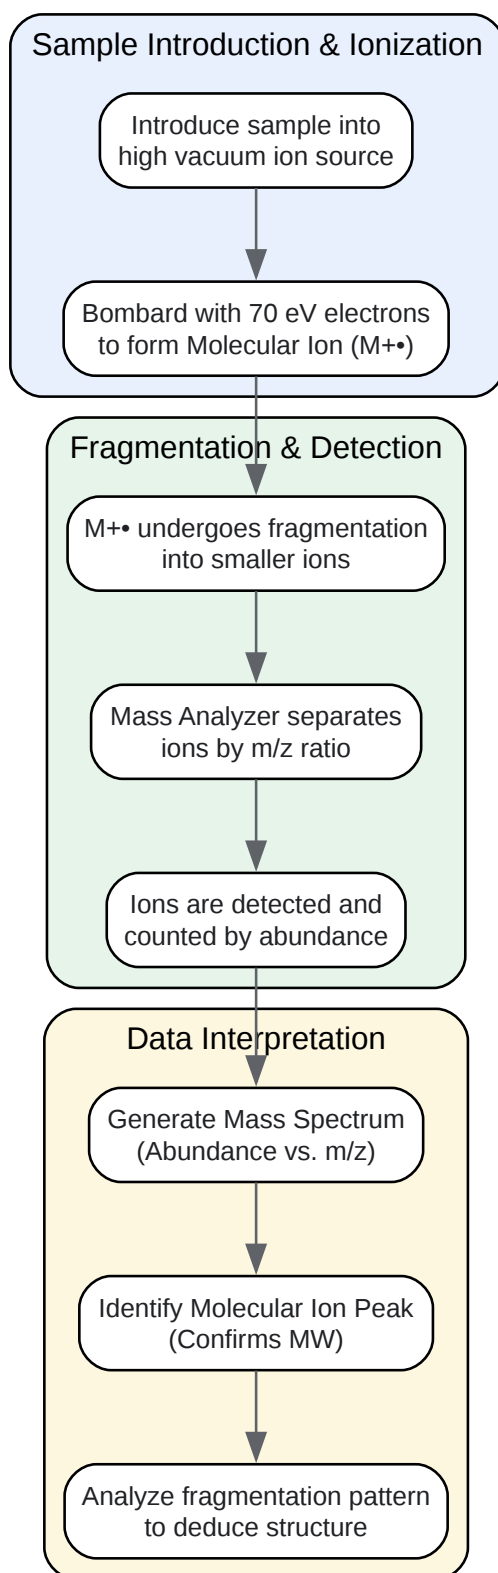 Sample Introduction & Ionization
Introduce sample into
high vacuum ion source
Bombard with 70 eV electrons
to form Molecular Ion (M+•)
Fragmentation & Detection
M+• undergoes fragmentation
into smaller ions
Mass Analyzer separates
ions by m/z ratio
Ions are detected and
counted by abundance
Data Interpretation
Generate Mass Spectrum
(Abundance vs. m/z)
Identify Molecular Ion Peak
(Confirms MW)
Analyze fragmentation pattern
to deduce structure